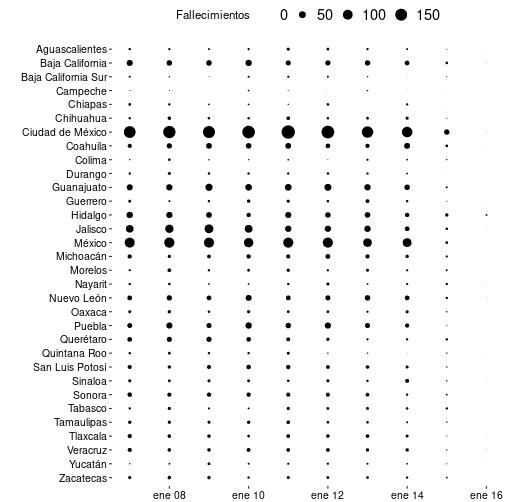 Fallecimientos 0 50 100 150
Aguascalientes
Baja California
Baja California Sur
Campeche
Chiapas
Chihuahua
Ciudad de México
Coahuila
Colima
Durango
Guanajuato
Guerrero
Hidalgo
Jalisco
México
Michoacán
Morelos
Nayarit
Nuevo León
Oaxaca
Puebla
Querétaro
Quintana Roo
San Luis Potosí
Sinaloa
Sonora
Tabasco
Tamaulipas
Tlaxcala
Veracruz
Yucatán
Zacatecas
ene 08 ene 10 ene 12 ene 14 ene 16